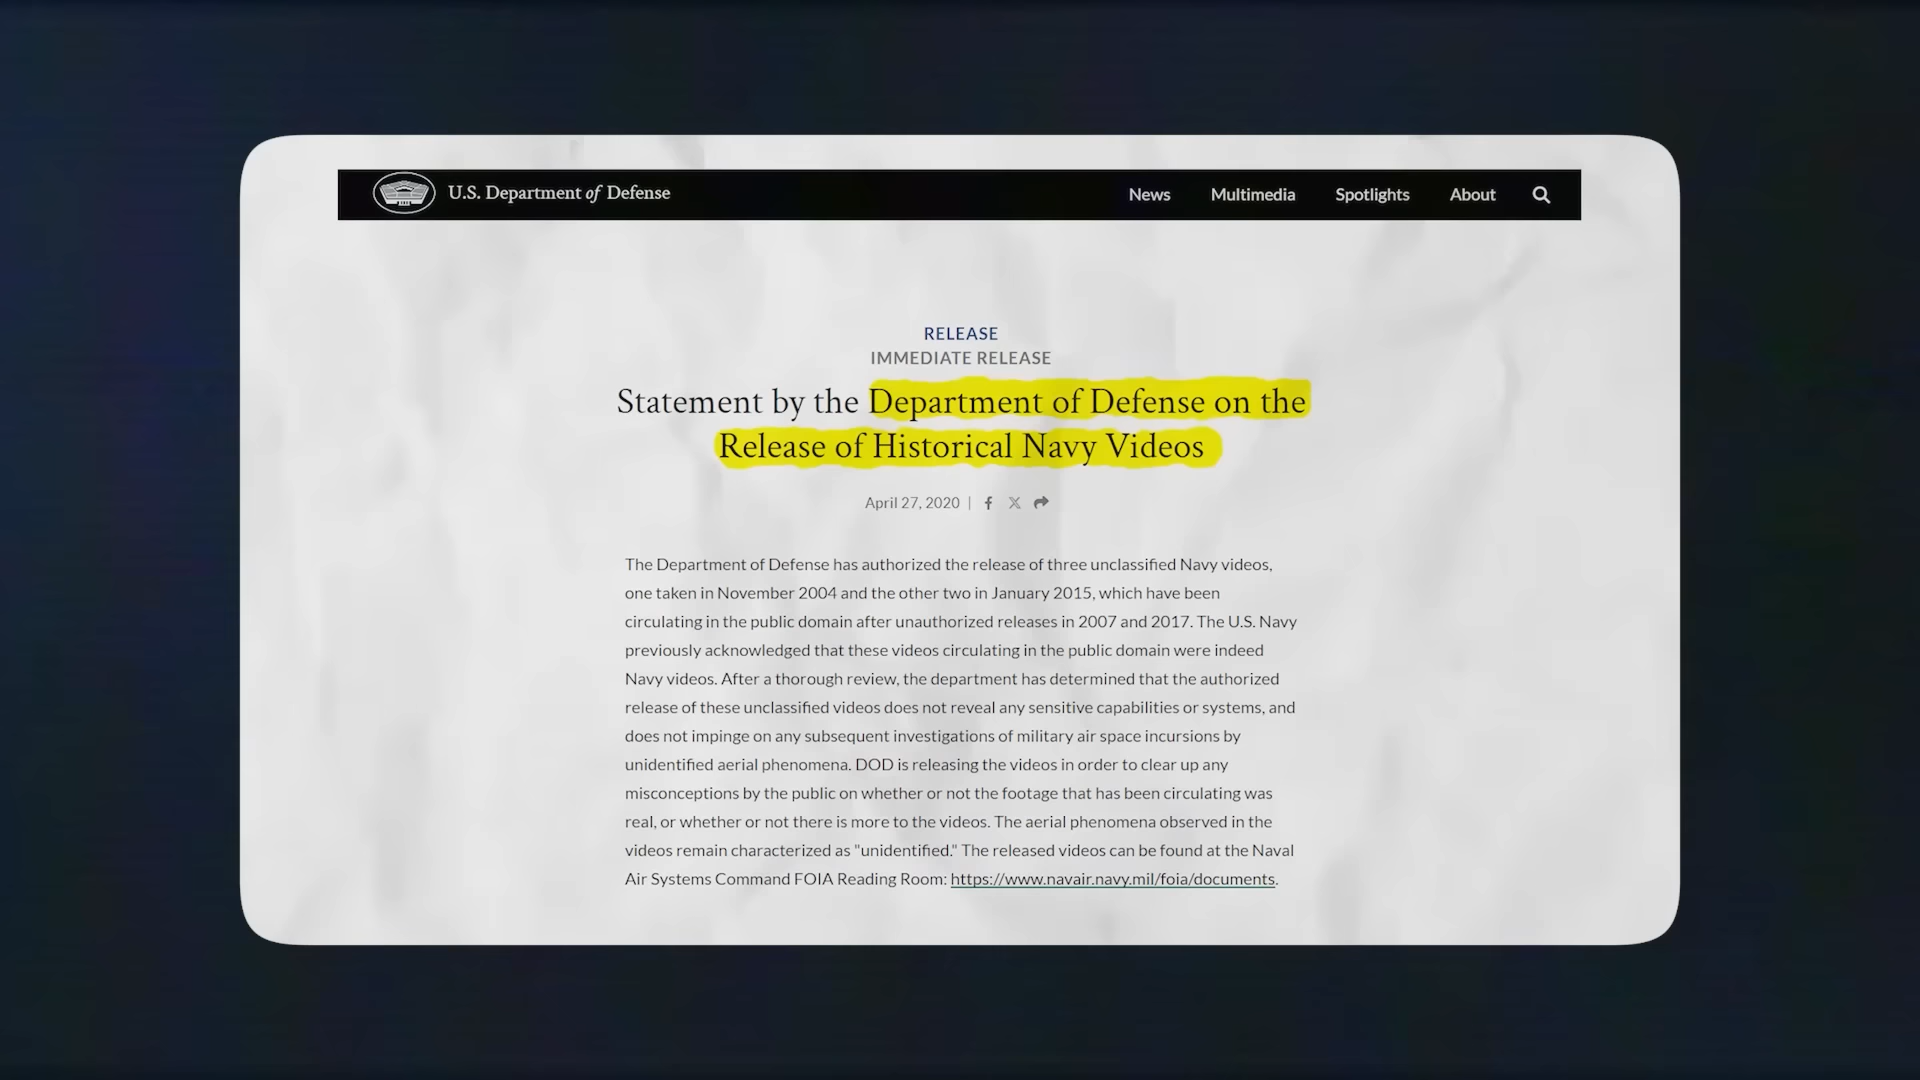 U.S. Department of Defense
News Multimedia Spotlights About
RELEASE
IMMEDIATE RELEASE
Statement by the Department of Defense on the
Release of Historical Navy Videos
April 27, 2020 |
The Department of Defense has authorized the release of three unclassified Navy videos,
one taken in November 2004 and the other two in January 2015, which have been
circulating in the public domain after unauthorized releases in 2007 and 2017. The U.S. Navy
previously acknowledged that these videos circulating in the public domain were indeed
Navy videos. After a thorough review, the department has determined that the authorized
release of these unclassified videos does not reveal any sensitive capabilities or systems, and
does not impinge on any subsequent investigations of military air space incursions by
unidentified aerial phenomena. DOD is releasing the videos in order to clear up any
misconceptions by the public on whether or not the footage that has been circulating was
real, or whether or not there is more to the videos. The aerial phenomena observed in the
videos remain characterized as "unidentified." The released videos can be found at the Naval
Air Systems Command FOIA Reading Room: https://www.navair.navy.mil/foia/documents.